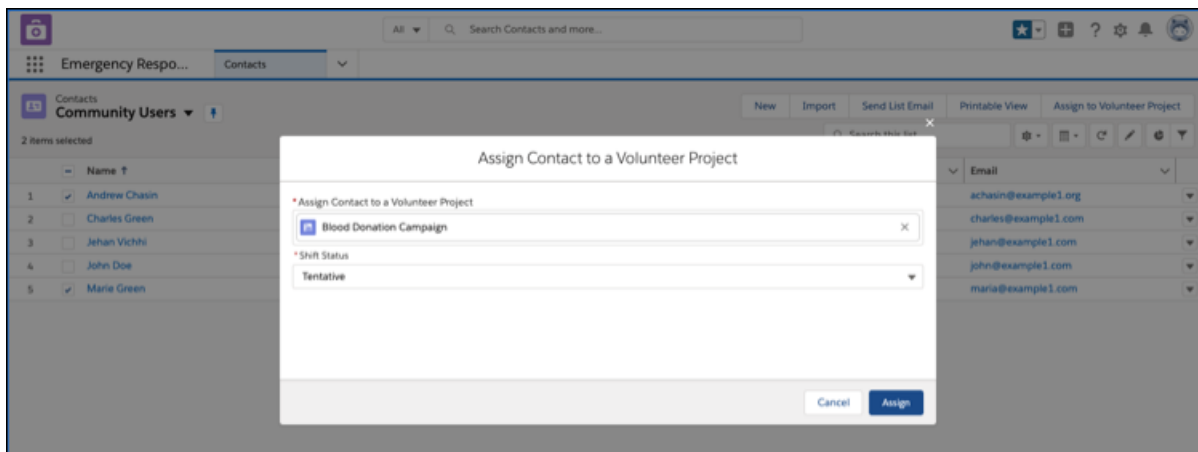 All
Search Contacts and more...
Emergency Respo...
Contacts
Contacts
Community Users
New
Import
Send List Email
Printable View
Assign to Volunteer Project
2 items selected
Search this list
Name
Email
1 Andrew Chasin achasin@example1.org
2 Charles Green charles@example1.com
3 Jehan Vichhi jehan@example1.com
4 John Doe john@example1.com
5 Marie Green maria@example1.com
Assign Contact to a Volunteer Project
*Assign Contact to a Volunteer Project
Blood Donation Campaign
*Shift Status
Tentative
Cancel
Assign